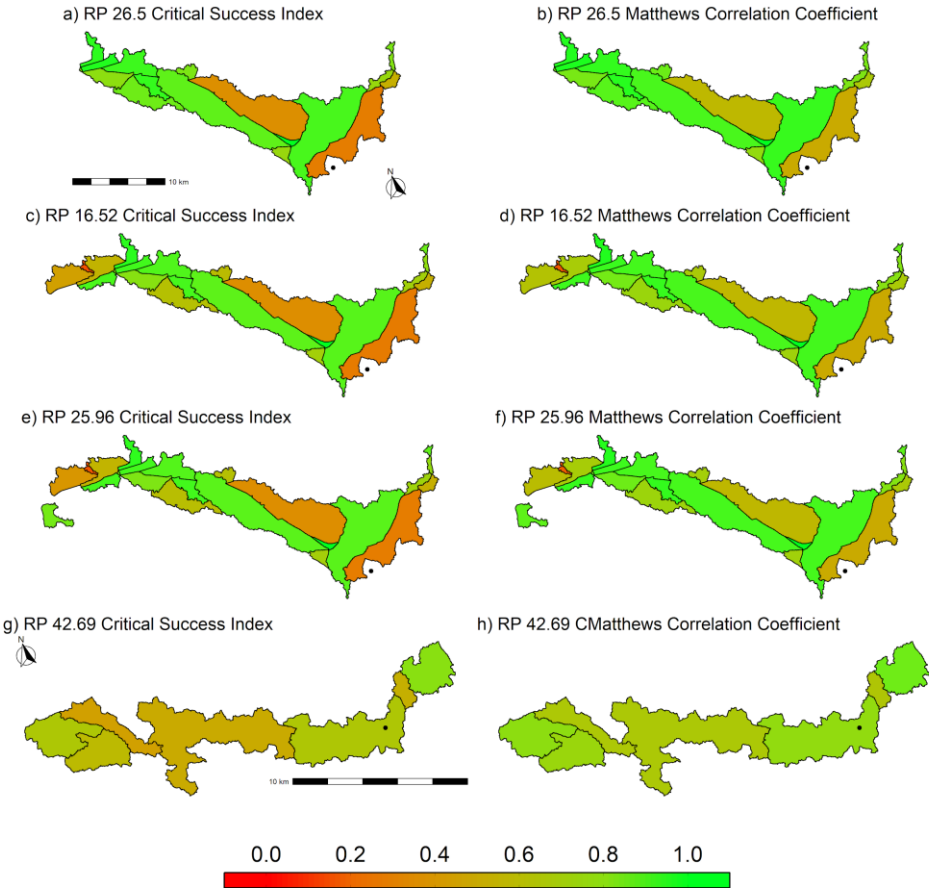 a) RP 26.5 Critical Success Index
b) RP 26.5 Matthews Correlation Coefficient
10 km
N
c) RP 16.52 Critical Success Index
d) RP 16.52 Matthews Correlation Coefficient
e) RP 25.96 Critical Success Index
f) RP 25.96 Matthews Correlation Coefficient
g) RP 42.69 Critical Success Index
h) RP 42.69 CMatthews Correlation Coefficient
N
10 km
0.0 0.2 0.4 0.6 0.8 1.0